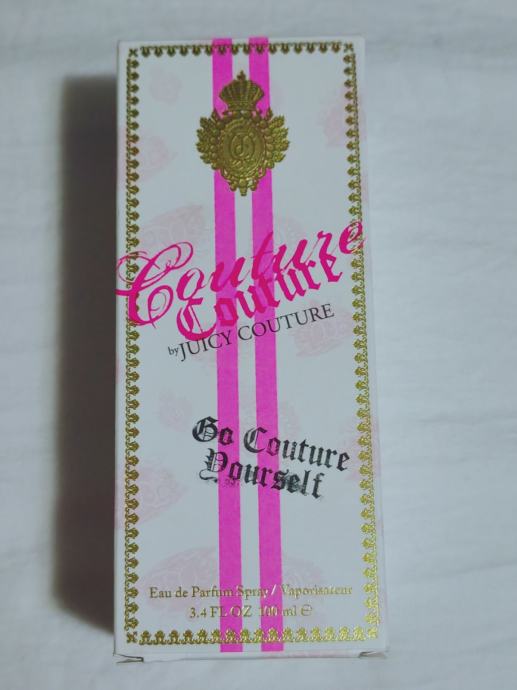 Couture
Couture
by JUICY COUTURE
Go Couture
Yourself
Eau de Parfum Spray / Vaporisateur
3.4 FL OZ 100 ml ℮